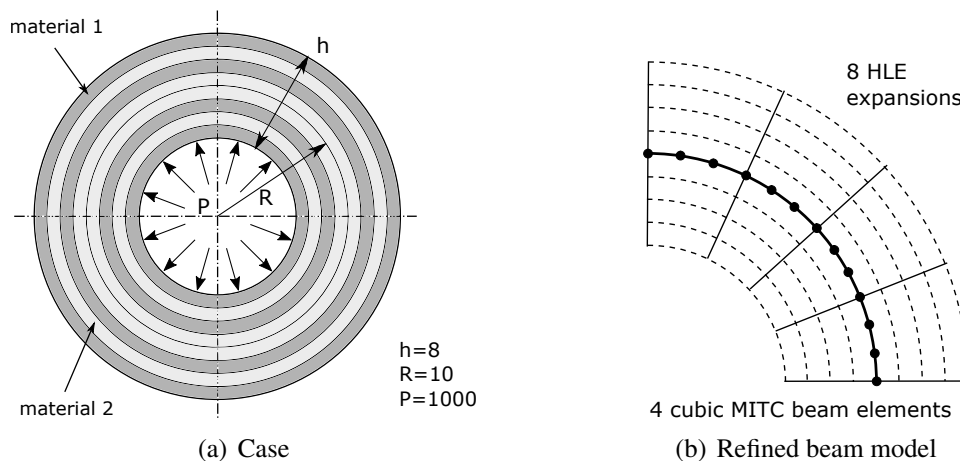 material 1
h
P
R
material 2
h=8
R=10
P=1000
(a) Case
8 HLE
expansions
4 cubic MITC beam elements
(b) Refined beam model